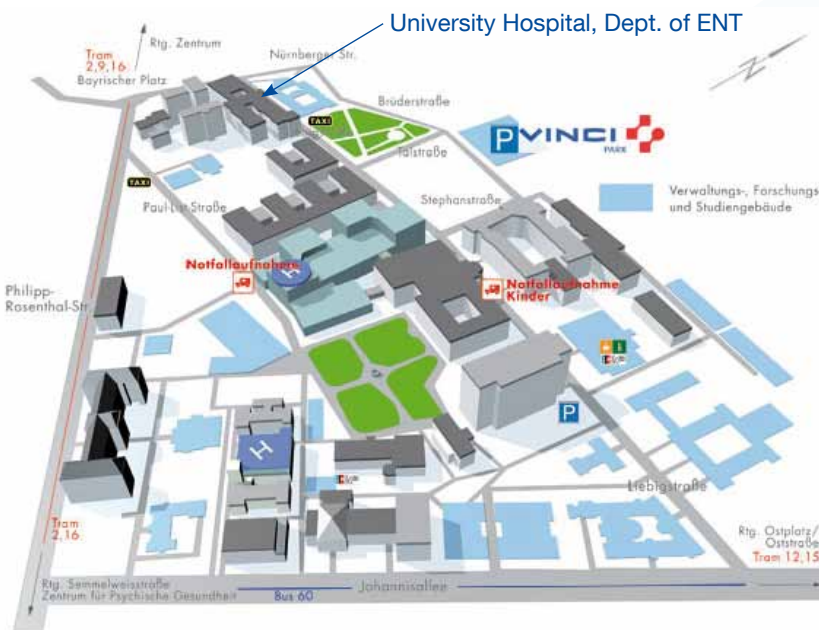 University Hospital, Dept. of ENT
Rtg. Zentrum
Tram
2,9,16
Bayrischer Platz
Nürnberger Str.
Brüderstraße
TAXI
Talstraße
P VINCI
PARK
TAXI
Paul-List-Straße
Stephanstraße
Verwaltungs-, Forschungs
und Studiengebäude
Notfallaufnahme
H
Notfallaufnahme
Kinder
Philipp-
Rosenthal-Str.
P
H
Liebigstraße
Tram
2,16
Rtg. Ostplatz/
Oststraße
Tram 12,15
Rtg. Semmelweisstraße
Zentrum für Psychische Gesundheit
Bus 60
Johannisallee